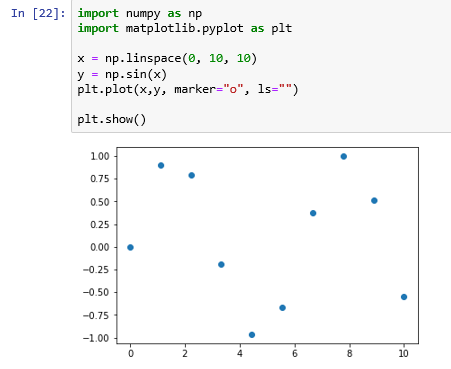 In [22]: import numpy as np
import matplotlib.pyplot as plt
x = np.linspace(0, 10, 10)
y = np.sin(x)
plt.plot(x,y, marker="o", ls="")
plt.show()
1.00
0.75
0.50
0.25
0.00
−0.25
−0.50
−0.75
−1.00
0 2 4 6 8 10